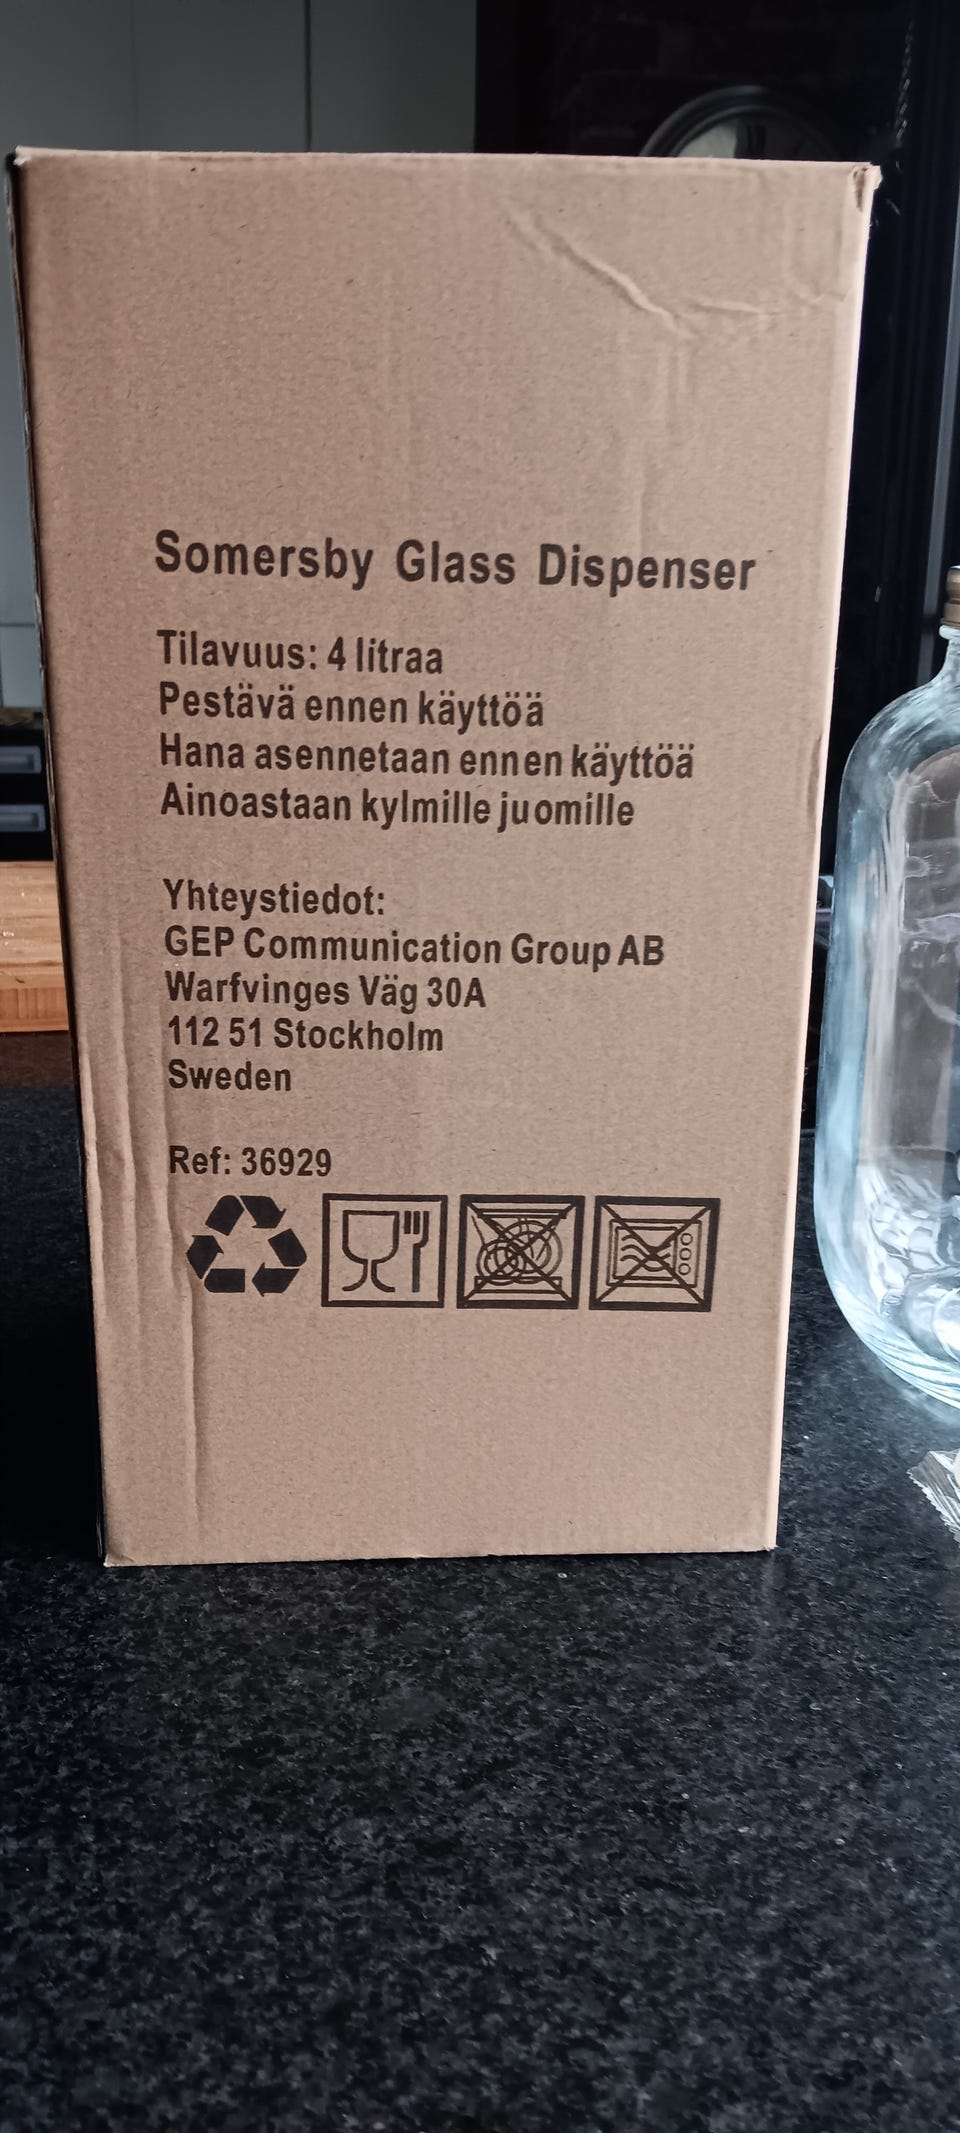 Somersby Glass Dispenser
Tilavuus: 4 litraa
Pestävä ennen käyttöä
Hana asennetaan ennen käyttöä
Ainoastaan kylmille juomille
Yhteystiedot:
GEP Communication Group AB
Warfvinges Väg 30A
112 51 Stockholm
Sweden
Ref: 36929